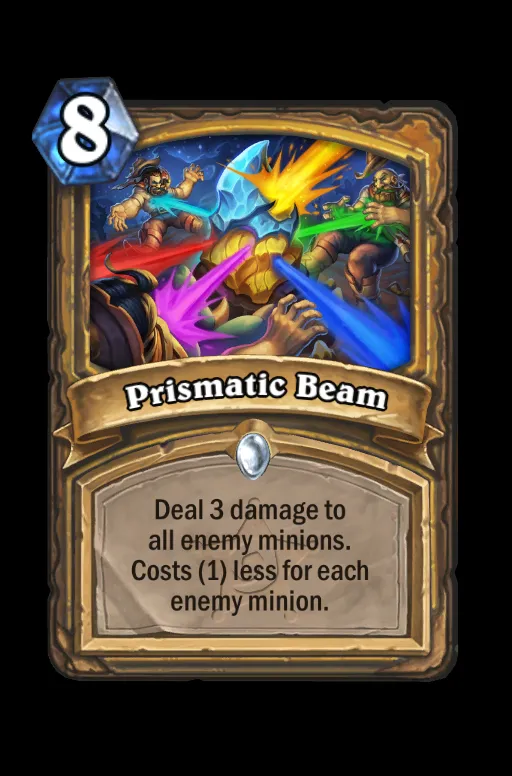 8
Prismatic Beam
Deal 3 damage to
all enemy minions.
Costs (1) less for each
enemy minion.